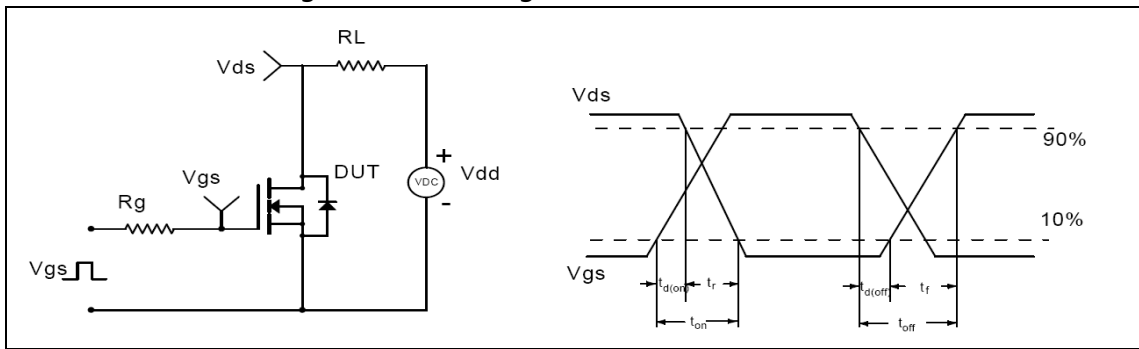 RL
Vds
Vgs
Rg
DUT
VDC
+
-
Vdd
Vgs
Vds
90%
10%
Vgs
td(on)
tr
td(off)
tf
ton
toff